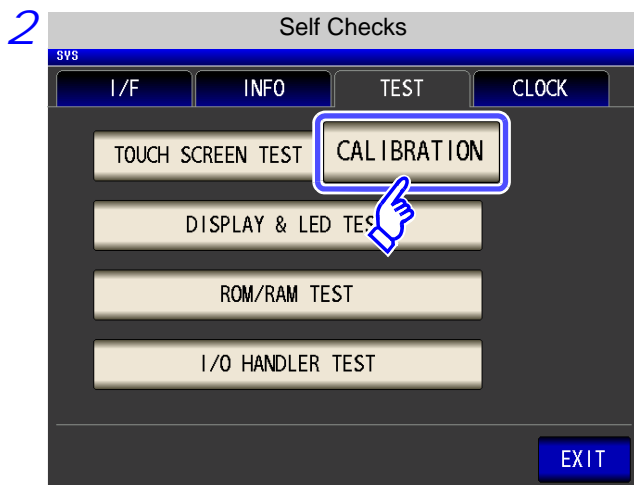 2
Self Checks
SYS
I/F INFO TEST CLOCK
TOUCH SCREEN TEST CALIBRATION
DISPLAY & LED TEST
ROM/RAM TEST
I/O HANDLER TEST
EXIT